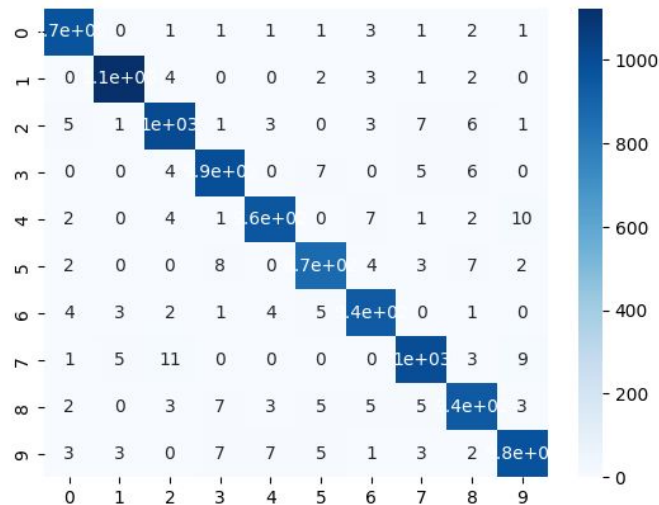 0 .7e+0 0 1 1 1 1 3 1 2 1
1 0 .1e+0 4 0 0 2 3 1 2 0
2 5 1 1e+03 1 3 0 3 7 6 1
3 0 0 4 .9e+0 0 7 0 5 6 0
4 2 0 4 1 .6e+0 0 7 1 2 10
5 2 0 0 8 0 .7e+0 4 3 7 2
6 4 3 2 1 4 5 .4e+0 0 1 0
7 1 5 11 0 0 0 0 1e+03 3 9
8 2 0 3 7 3 5 5 5 .4e+0 3
9 3 3 0 7 7 5 1 3 2 .8e+0
0 1 2 3 4 5 6 7 8 9
1000
800
600
400
200
0